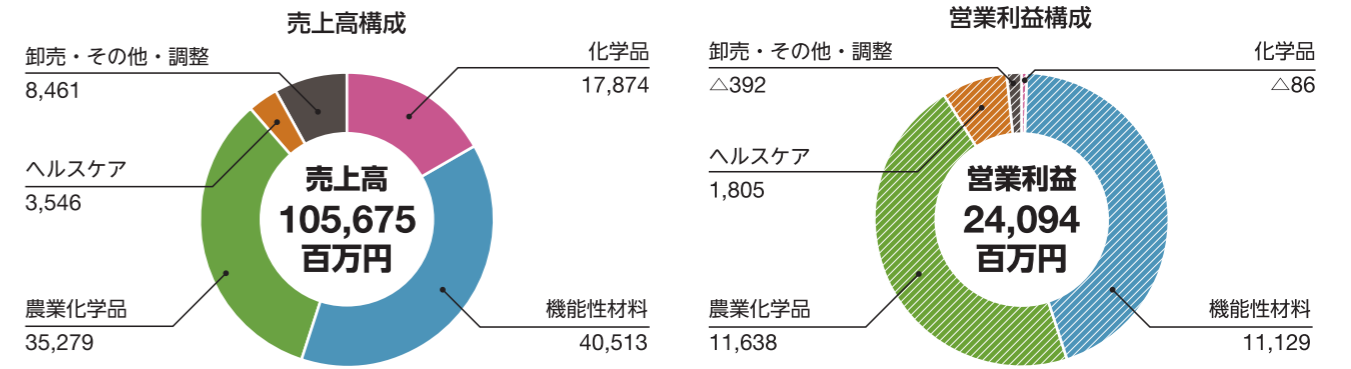 売上高構成
卸売・その他・調整
8,461
化学品
17,874
ヘルスケア
3,546
売上高
105,675
百万円
農業化学品
35,279
機能性材料
40,513
営業利益構成
卸売・その他・調整
△392
化学品
△86
ヘルスケア
1,805
営業利益
24,094
百万円
農業化学品
11,638
機能性材料
11,129